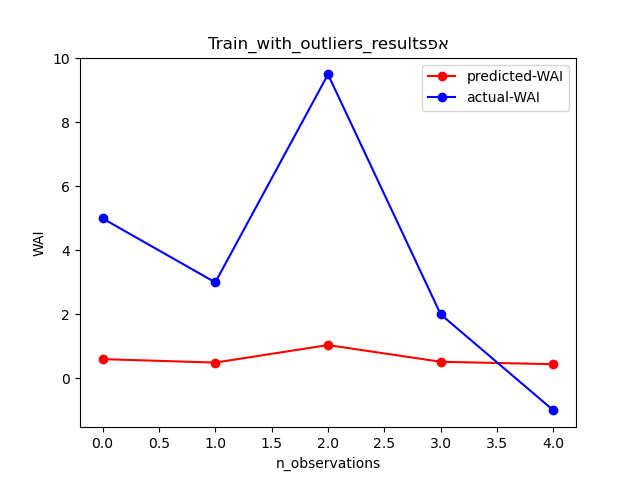 Train_with_outliers_resultsאפ
predicted-WAI
actual-WAI
10
8
6
4
2
0
WAI
0.0 0.5 1.0 1.5 2.0 2.5 3.0 3.5 4.0
n_observations